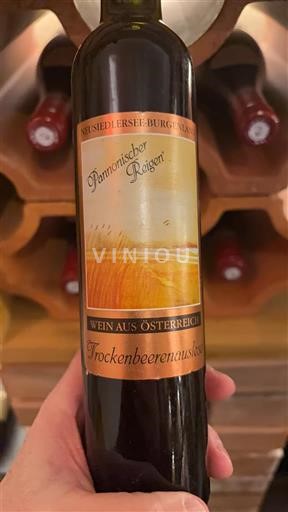 NEUSIEDLERSEE-BURGENLAND
Pannonischer
Reigen
VINIOU
WEIN AUS ÖSTERREICH
Trockenbeerenauslese